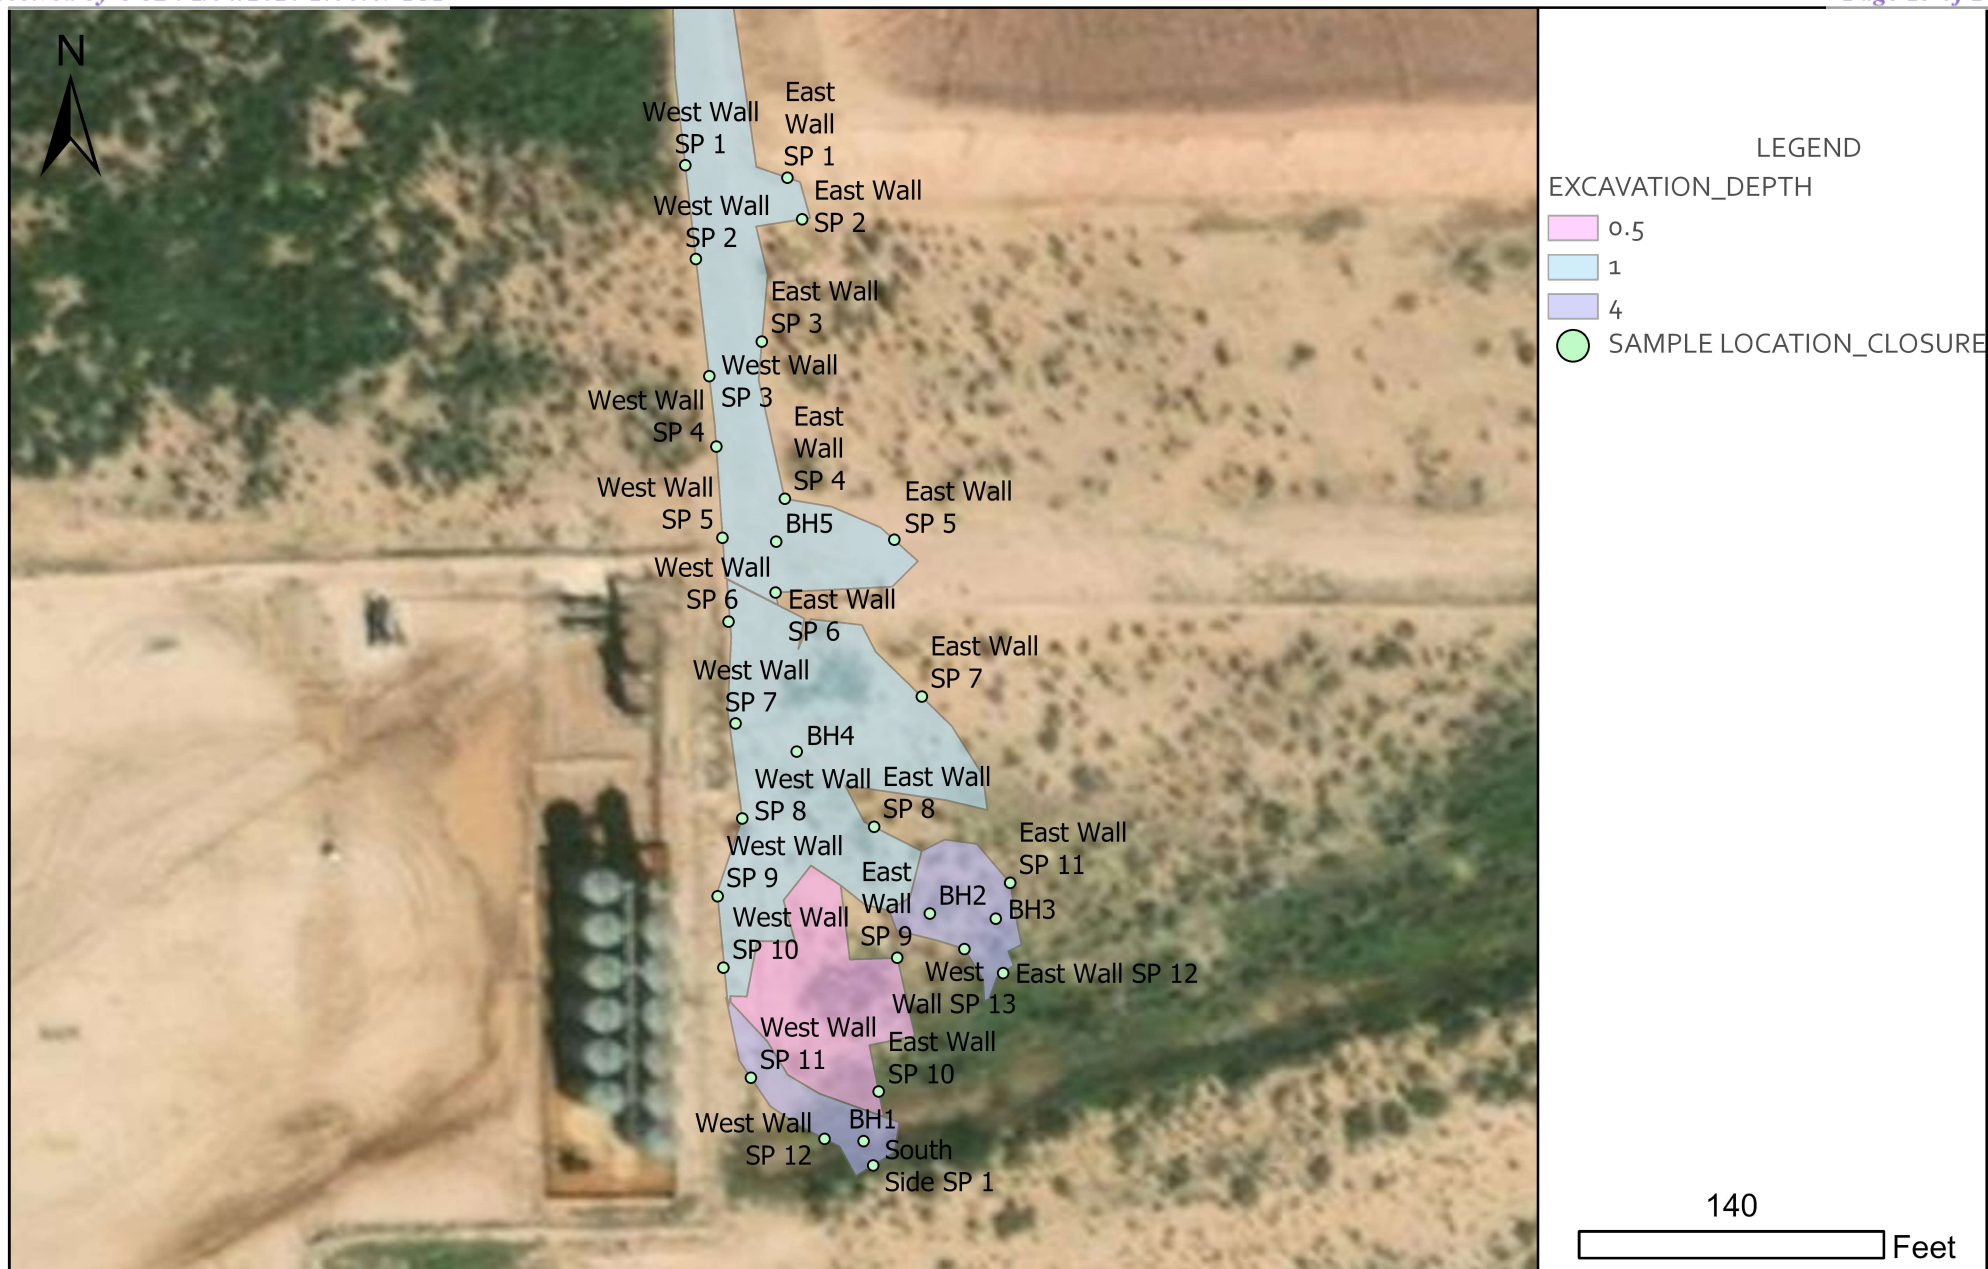 N
West Wall
SP 1
East
Wall
SP 1
West Wall
SP 2
East Wall
SP 2
East Wall
SP 3
West Wall
SP 3
West Wall
SP 4
East
Wall
SP 4
West Wall
SP 5
BH5
East Wall
SP 5
West Wall
SP 6
East Wall
SP 6
East Wall
SP 7
West Wall
SP 7
BH4
West Wall
SP 8
East Wall
SP 8
West Wall
SP 9
East Wall
SP 11
East
Wall
SP 9
BH2
BH3
West Wall
SP 10
West
Wall SP 13
East Wall SP 12
West Wall
SP 11
East Wall
SP 10
West Wall
SP 12
BH1
South
Side SP 1
LEGEND
EXCAVATION_DEPTH
0.5
1
4
SAMPLE LOCATION_CLOSURE
140
Feet